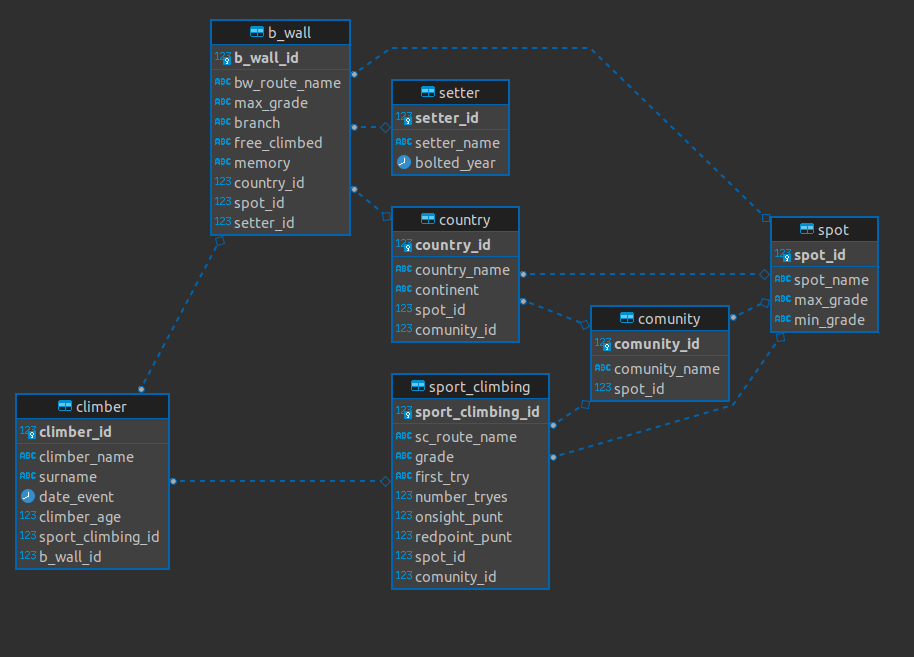 b_wall
123 b_wall_id
ABC bw_route_name
ABC max_grade
ABC branch
ABC free_climbed
ABC memory
123 country_id
123 spot_id
123 setter_id
setter
123 setter_id
ABC setter_name
bolted_year
country
123 country_id
ABC country_name
ABC continent
123 spot_id
123 comunity_id
spot
123 spot_id
ABC spot_name
ABC max_grade
ABC min_grade
comunity
123 comunity_id
ABC comunity_name
123 spot_id
sport_climbing
123 sport_climbing_id
ABC sc_route_name
ABC grade
ABC first_try
123 number_tryes
123 onsight_punt
123 redpoint_punt
123 spot_id
123 comunity_id
climber
123 climber_id
ABC climber_name
ABC surname
date_event
123 climber_age
123 sport_climbing_id
123 b_wall_id